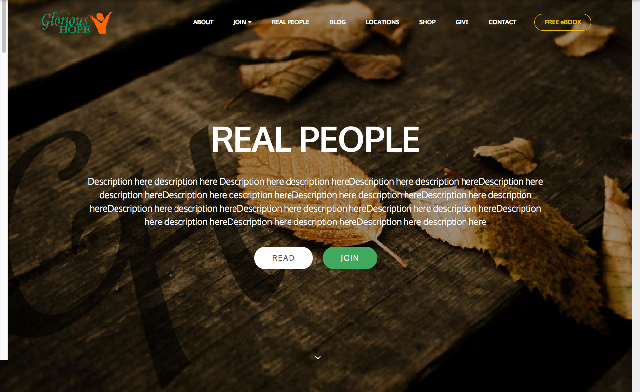 Glorious
HOPE
ABOUT
JOIN
REAL PEOPLE
BLOG
LOCATIONS
SHOP
GIVE
CONTACT
FREE eBOOK
REAL PEOPLE
Description here description here Description here description hereDescription here description hereDescription here
description hereDescription here description hereDescription here description hereDescription here description
hereDescription here description hereDescription here description hereDescription here description hereDescription
here description hereDescription here description hereDescription here description here
READ
JOIN